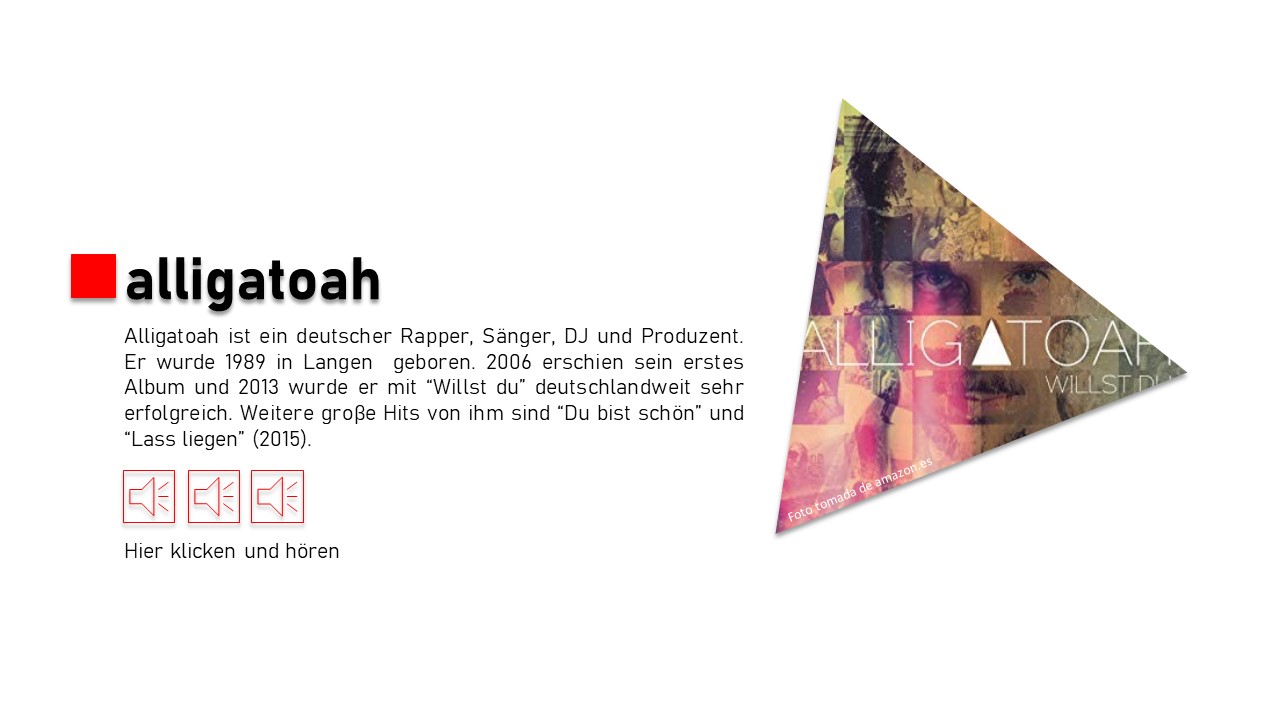 alligatoah
Alligatoah ist ein deutscher Rapper, Sänger, DJ und Produzent.
Er wurde 1989 in Langen geboren. 2006 erschien sein erstes
Album und 2013 wurde er mit “Willst du” deutschlandweit sehr
erfolgreich. Weitere große Hits von ihm sind “Du bist schön” und
“Lass liegen” (2015).
Hier klicken und hören
ALLIGATOAH
WILLST DU
Foto tomada de amazon.es